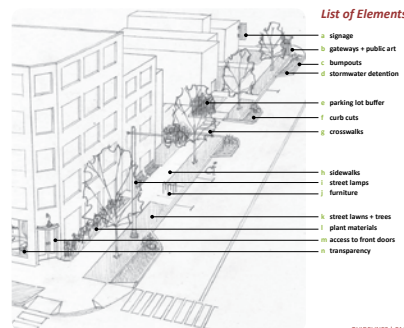 List of Elements
a signage
b gateways + public art
c bumpouts
d stormwater detention
e parking lot buffer
f curb cuts
g crosswalks
h sidewalks
i street lamps
j furniture
k street lawns + trees
l plant materials
m access to front doors
n transparency